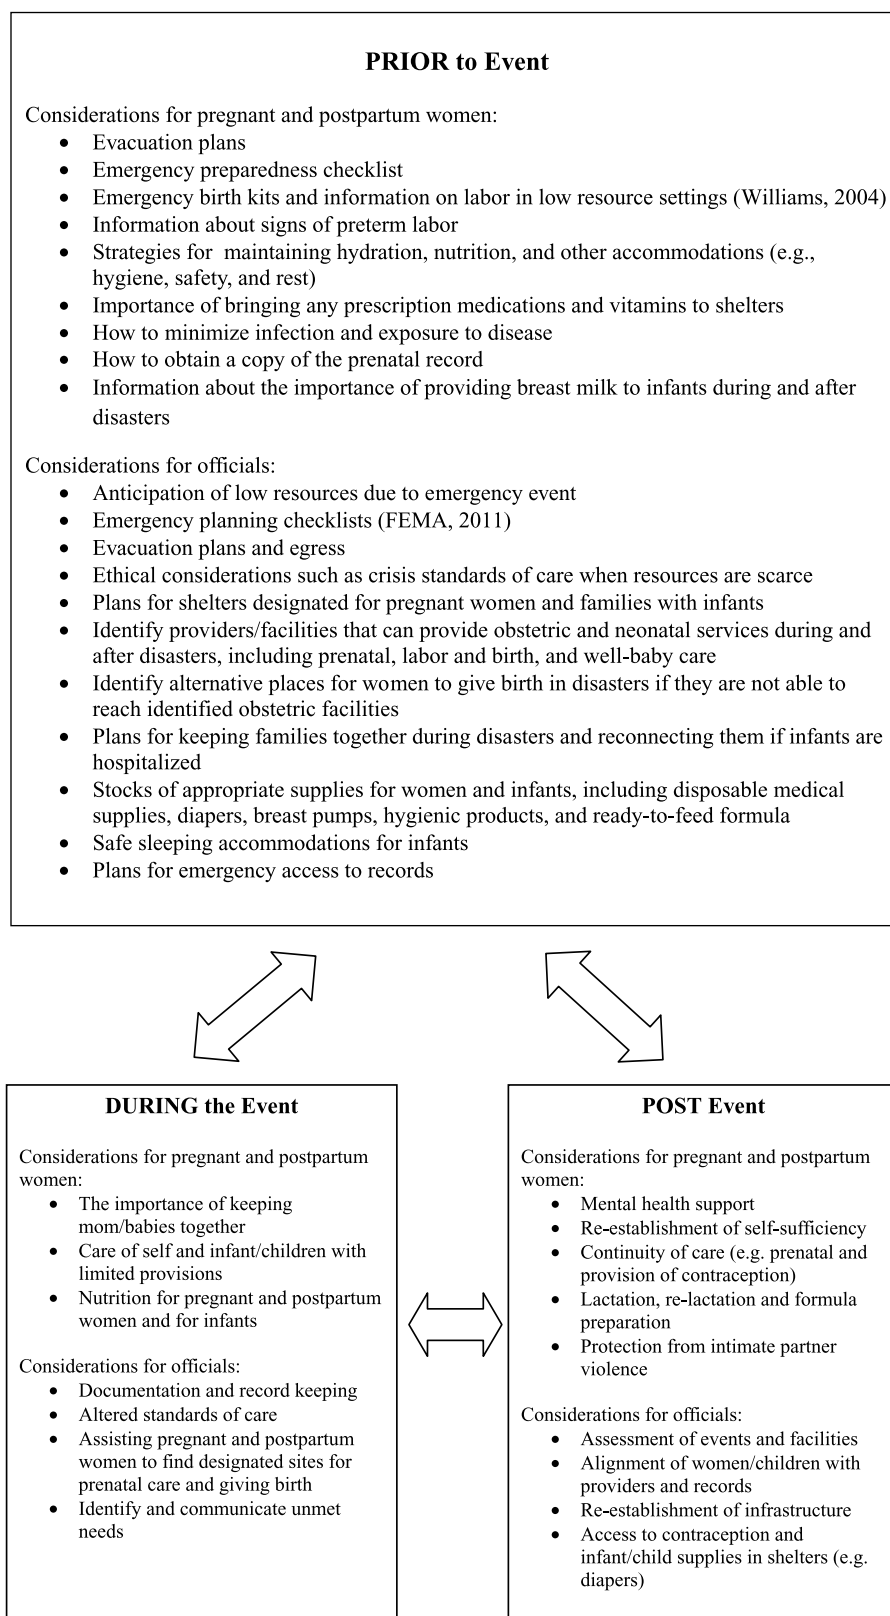 PRIOR to Event
Considerations for pregnant and postpartum women:
• Evacuation plans
• Emergency preparedness checklist
• Emergency birth kits and information on labor in low resource settings (Williams, 2004)
• Information about signs of preterm labor
• Strategies for maintaining hydration, nutrition, and other accommodations (e.g.,
hygiene, safety, and rest)
• Importance of bringing any prescription medications and vitamins to shelters
• How to minimize infection and exposure to disease
• How to obtain a copy of the prenatal record
• Information about the importance of providing breast milk to infants during and after
disasters
Considerations for officials:
• Anticipation of low resources due to emergency event
• Emergency planning checklists (FEMA, 2011)
• Evacuation plans and egress
• Ethical considerations such as crisis standards of care when resources are scarce
• Plans for shelters designated for pregnant women and families with infants
• Identify providers/facilities that can provide obstetric and neonatal services during and
after disasters, including prenatal, labor and birth, and well-baby care
• Identify alternative places for women to give birth in disasters if they are not able to
reach identified obstetric facilities
• Plans for keeping families together during disasters and reconnecting them if infants are
hospitalized
• Stocks of appropriate supplies for women and infants, including disposable medical
supplies, diapers, breast pumps, hygienic products, and ready-to-feed formula
• Safe sleeping accommodations for infants
• Plans for emergency access to records
DURING the Event
Considerations for pregnant and postpartum
women:
• The importance of keeping
mom/babies together
• Care of self and infant/children with
limited provisions
• Nutrition for pregnant and postpartum
women and for infants
Considerations for officials:
• Documentation and record keeping
• Altered standards of care
• Assisting pregnant and postpartum
women to find designated sites for
prenatal care and giving birth
• Identify and communicate unmet
needs
POST Event
Considerations for pregnant and postpartum
women:
• Mental health support
• Re-establishment of self-sufficiency
• Continuity of care (e.g. prenatal and
provision of contraception)
• Lactation, re-lactation and formula
preparation
• Protection from intimate partner
violence
Considerations for officials:
• Assessment of events and facilities
• Alignment of women/children with
providers and records
• Re-establishment of infrastructure
• Access to contraception and
infant/child supplies in shelters (e.g.
diapers)